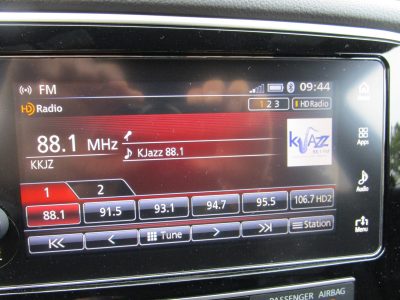 FM
09:44
HD Radio
1 2 3
HD Radio
88.1 MHz
KKJZ
KJazz 88.1
KJAZZ
1
2
88.1
91.5
93.1
94.7
95.5
106.7 HD2
Tune
Station
Apps
Audio
Menu
PASSENGER AIRBAG